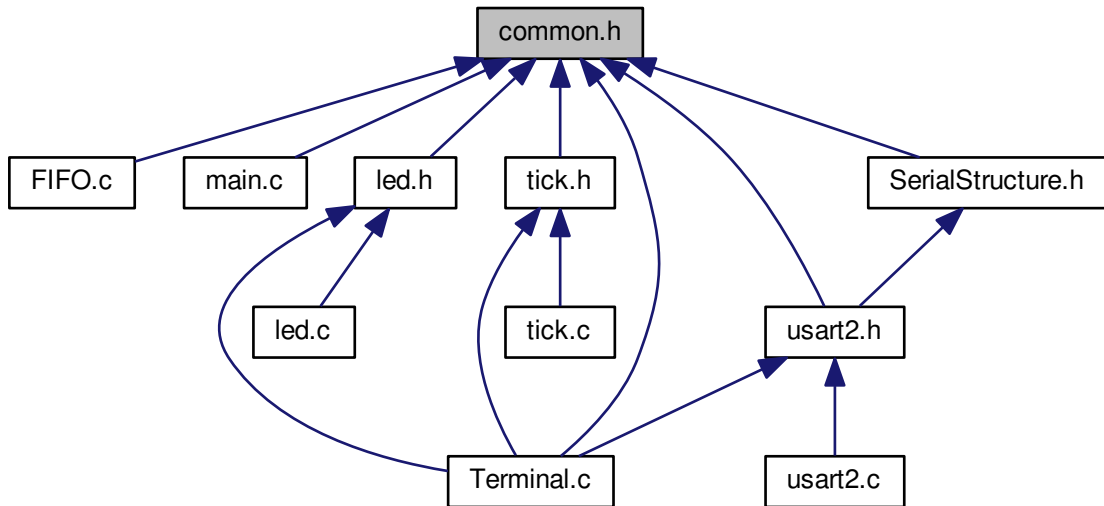 common.h
FIFO.c
main.c
led.h
tick.h
SerialStructure.h
led.c
tick.c
usart2.h
Terminal.c
usart2.c